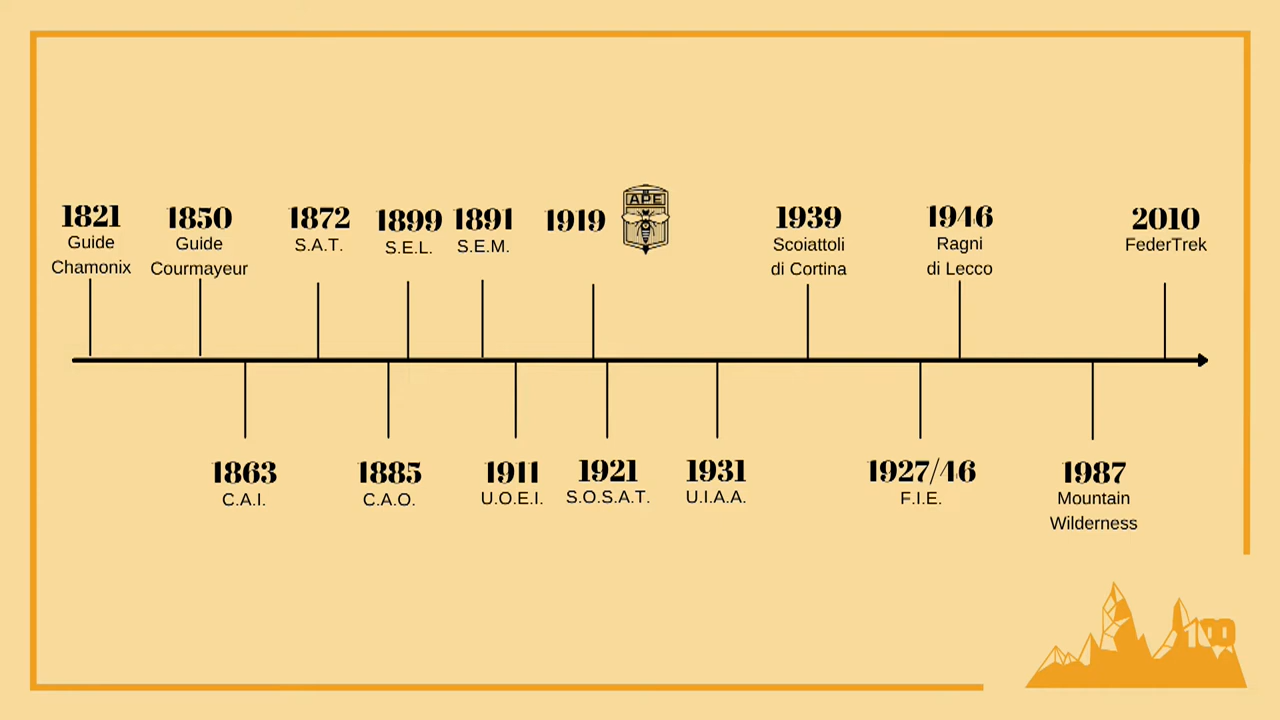 1821
Guide
Chamonix
1850
Guide
Courmayeur
1872
S.A.T.
1899
S.E.L.
1891
S.E.M.
1919
APE
1939
Scoiattoli
di Cortina
1946
Ragni
di Lecco
2010
FederTrek
1863
C.A.I.
1885
C.A.O.
1911
U.O.E.I.
1921
S.O.S.A.T.
1931
U.I.A.A.
1927/46
F.I.E.
1987
Mountain
Wilderness
100